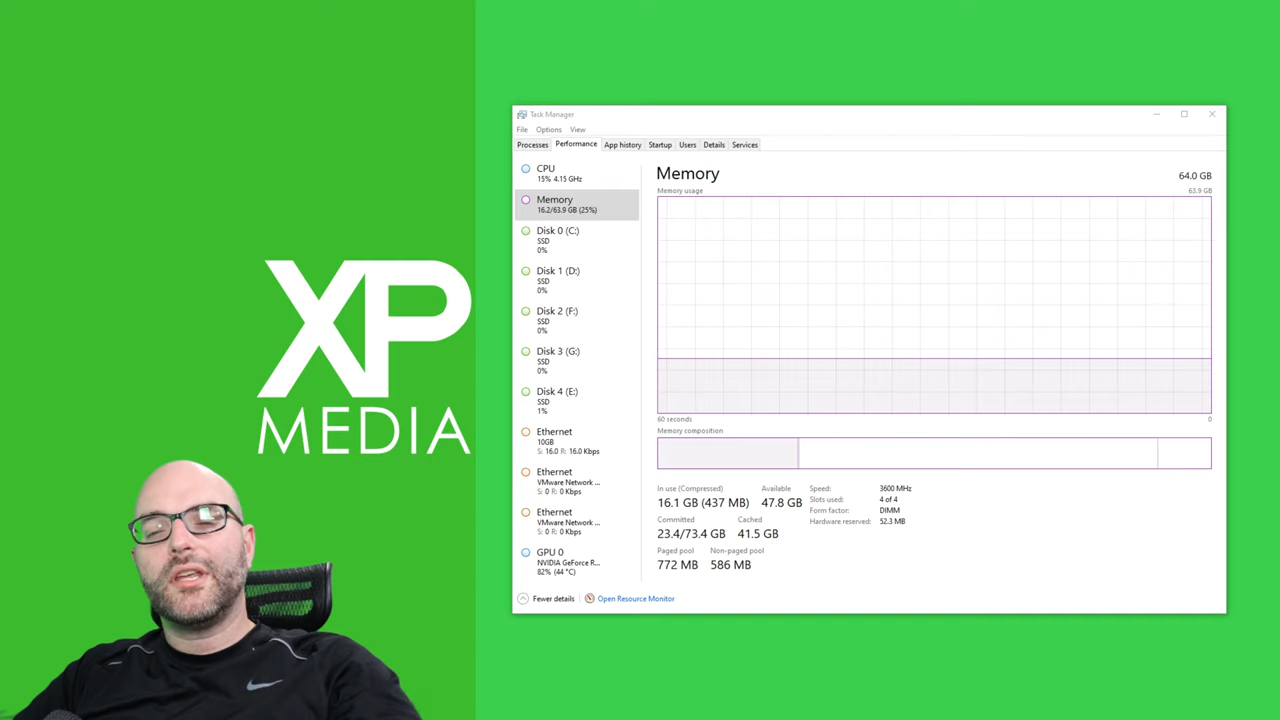 XP
MEDIA
Task Manager
File Options View
Processes Performance App history Startup Users Details Services
CPU
15% 4.15 GHz
Memory
16.2/63.9 GB (25%)
Disk 0 (C:)
SSD
0%
Disk 1 (D:)
SSD
0%
Disk 2 (F:)
SSD
0%
Disk 3 (G:)
SSD
0%
Disk 4 (E:)
SSD
1%
Ethernet
10GB
S: 16.0 R: 16.0 Kbps
Ethernet
VMware Network ...
S: 0 R: 0 Kbps
Ethernet
VMware Network ...
S: 0 R: 0 Kbps
GPU 0
NVIDIA GeForce R...
82% (44 °C)
Memory 64.0 GB
Memory usage 63.9 GB
60 seconds 0
Memory composition
In use (Compressed) Available
16.1 GB (437 MB) 47.8 GB
Committed Cached
23.4/73.4 GB 41.5 GB
Paged pool Non-paged pool
772 MB 586 MB
Speed: 3600 MHz
Slots used: 4 of 4
Form factor: DIMM
Hardware reserved: 52.3 MB
Fewer details Open Resource Monitor